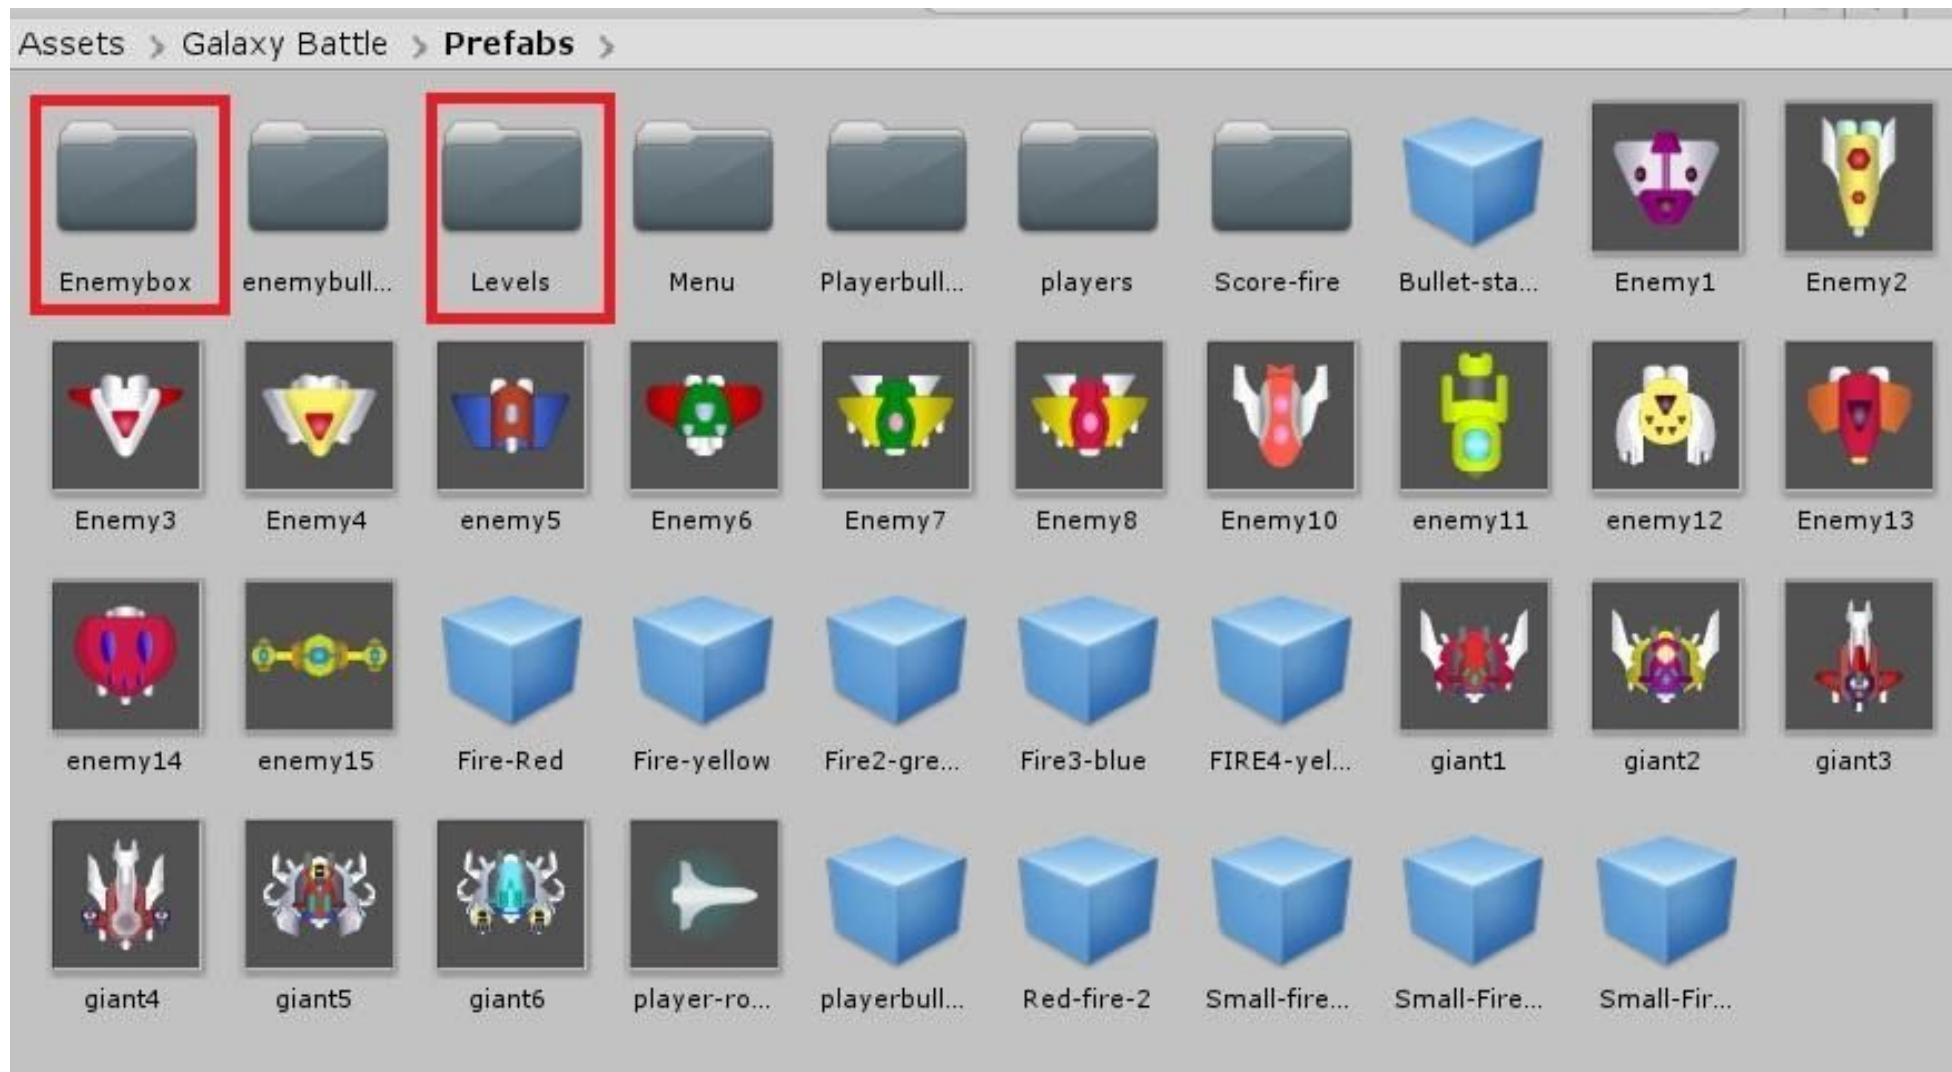 Assets > Galaxy Battle > Prefabs >
Enemybox enemybull... Levels Menu Playerbull... players Score-fire Bullet-sta... Enemy1 Enemy2
Enemy3 Enemy4 enemy5 Enemy6 Enemy7 Enemy8 Enemy10 enemy11 enemy12 Enemy13
enemy14 enemy15 Fire-Red Fire-yellow Fire2-gre... Fire3-blue FIRE4-yel... giant1 giant2 giant3
giant4 giant5 giant6 player-ro... playerbull... Red-fire-2 Small-fire... Small-Fire... Small-Fir...